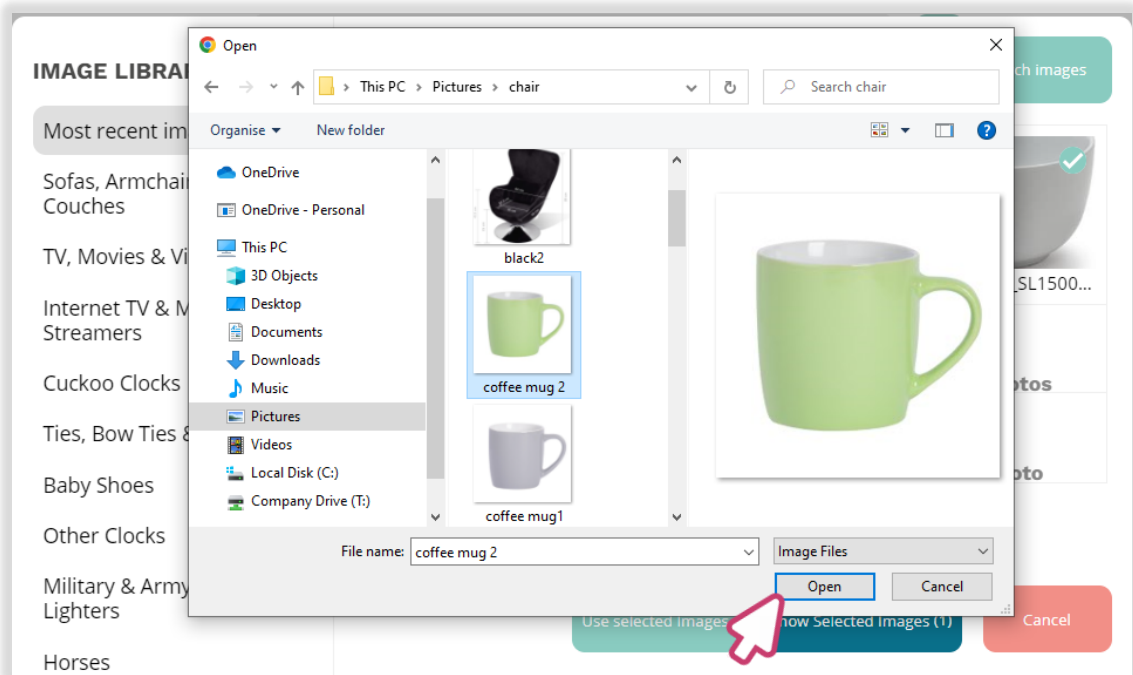 Open
IMAGE LIBRA
ch images
This PC > Pictures > chair
Search chair
Organise
New folder
Most recent im
Sofas, Armchai
Couches
TV, Movies & Vi
Internet TV & M
Streamers
Cuckoo Clocks
Ties, Bow Ties &
Baby Shoes
Other Clocks
Military & Army
Lighters
Horses
OneDrive
OneDrive - Personal
This PC
3D Objects
Desktop
Documents
Downloads
Music
Pictures
Videos
Local Disk (C:)
Company Drive (T:)
black2
coffee mug 2
coffee mug1
_SL1500...
otos
oto
File name:
coffee mug 2
Image Files
Open
Cancel
Use selected images
how Selected Images (1)
Cancel